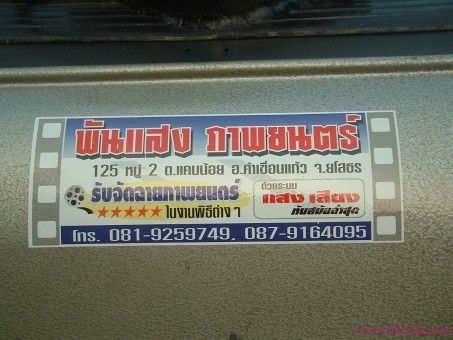 พันแสง ภาพยนตร์
125 หมู่ 2 ต.แคนน้อย อ.คำเขื่อนแก้ว จ.ยโสธร
รับจัดฉายภาพยนตร์
ในงานพิธีต่าง ๆ
ด้วยระบบ
แสง เสียง
ทันสมัยล่าสุด
โทร. 081-9259749, 087-9164095